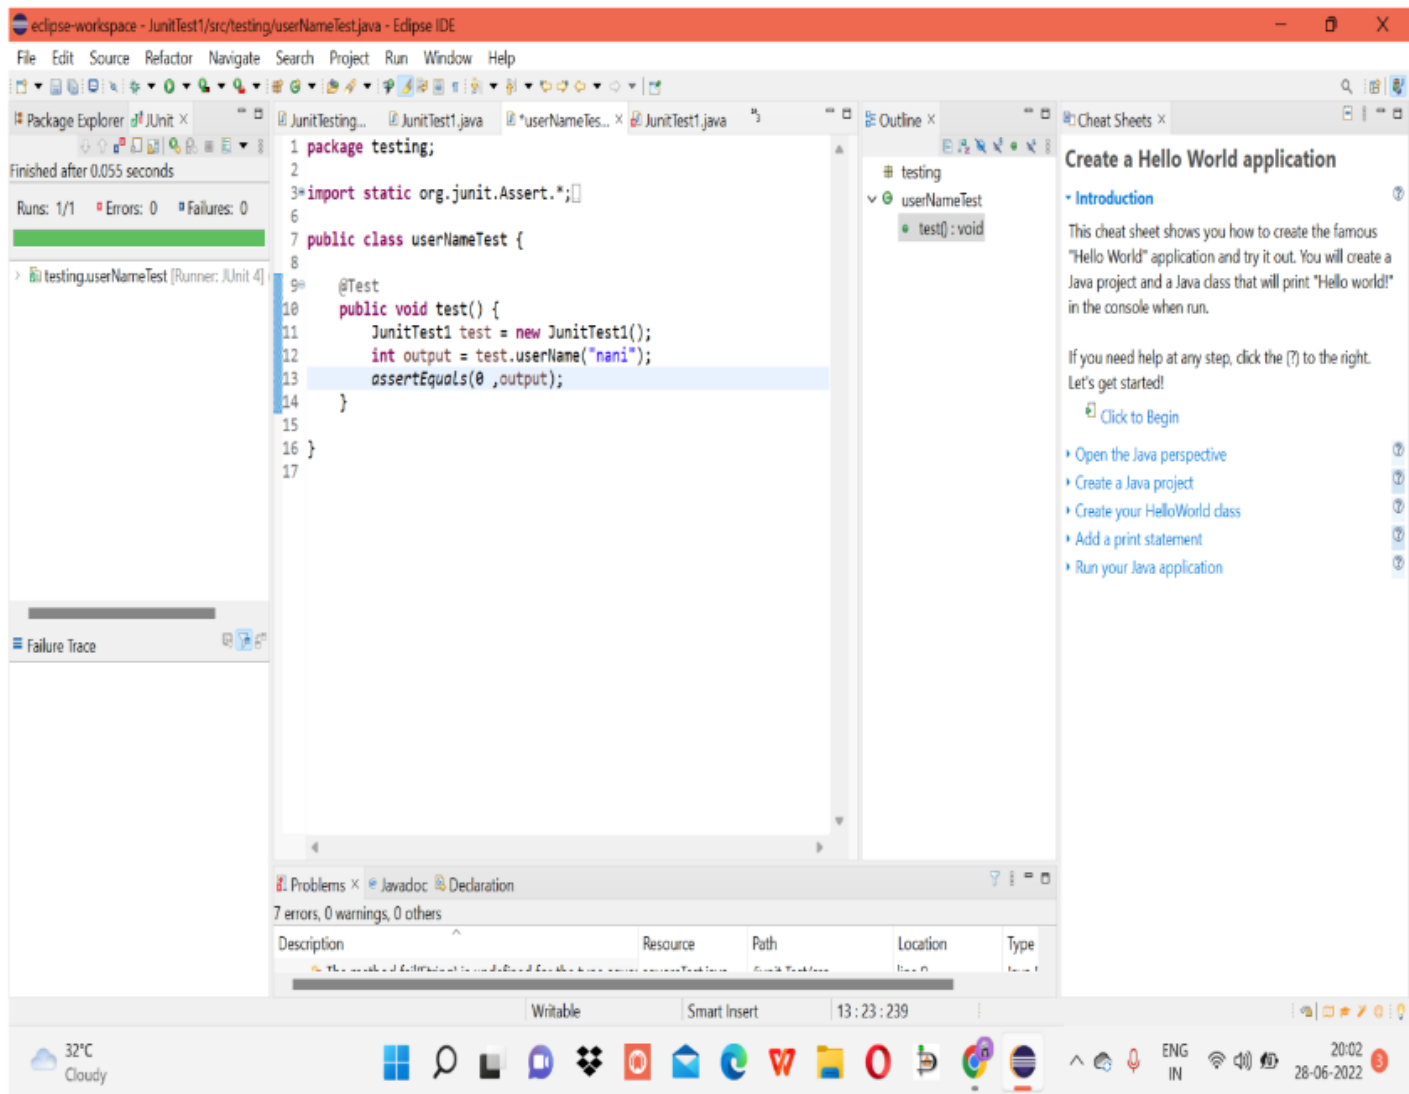 eclipse-workspace - JunitTest1/src/testing/userNameTest.java - Eclipse IDE
File Edit Source Refactor Navigate Search Project Run Window Help
Package Explorer JUnit ×
Finished after 0.055 seconds
Runs: 1/1 Errors: 0 Failures: 0
testing.userNameTest [Runner: JUnit 4]
Failure Trace
JunitTesting... JunitTest1.java *userNameTes... × JunitTest1.java
1 package testing;
2
3 import static org.junit.Assert.*;
6
7 public class userNameTest {
8
9 @Test
10 public void test() {
11 JunitTest1 test = new JunitTest1();
12 int output = test.userName("nani");
13 assertEquals(0 ,output);
14 }
15
16 }
17
Outline ×
testing
userNameTest
test() : void
Cheat Sheets ×
Create a Hello World application
Introduction
This cheat sheet shows you how to create the famous
"Hello World" application and try it out. You will create a
Java project and a Java class that will print "Hello world!"
in the console when run.
If you need help at any step, click the (?) to the right.
Let's get started!
Click to Begin
Open the Java perspective
Create a Java project
Create your HelloWorld class
Add a print statement
Run your Java application
Problems × Javadoc Declaration
7 errors, 0 warnings, 0 others
Description Resource Path Location Type
Writable Smart Insert 13 : 23 : 239
32°C
Cloudy
ENG
IN
20:02
28-06-2022
3